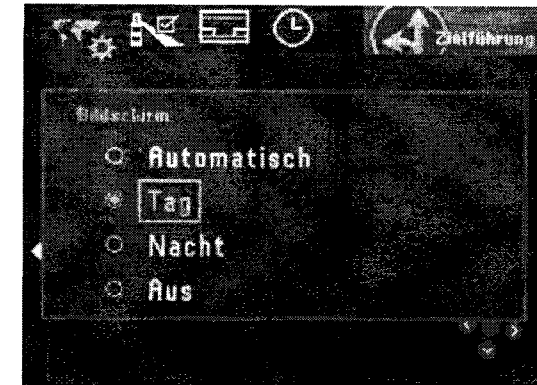 Zielführung
Bildschirm
Automatisch
Tag
Nacht
Aus